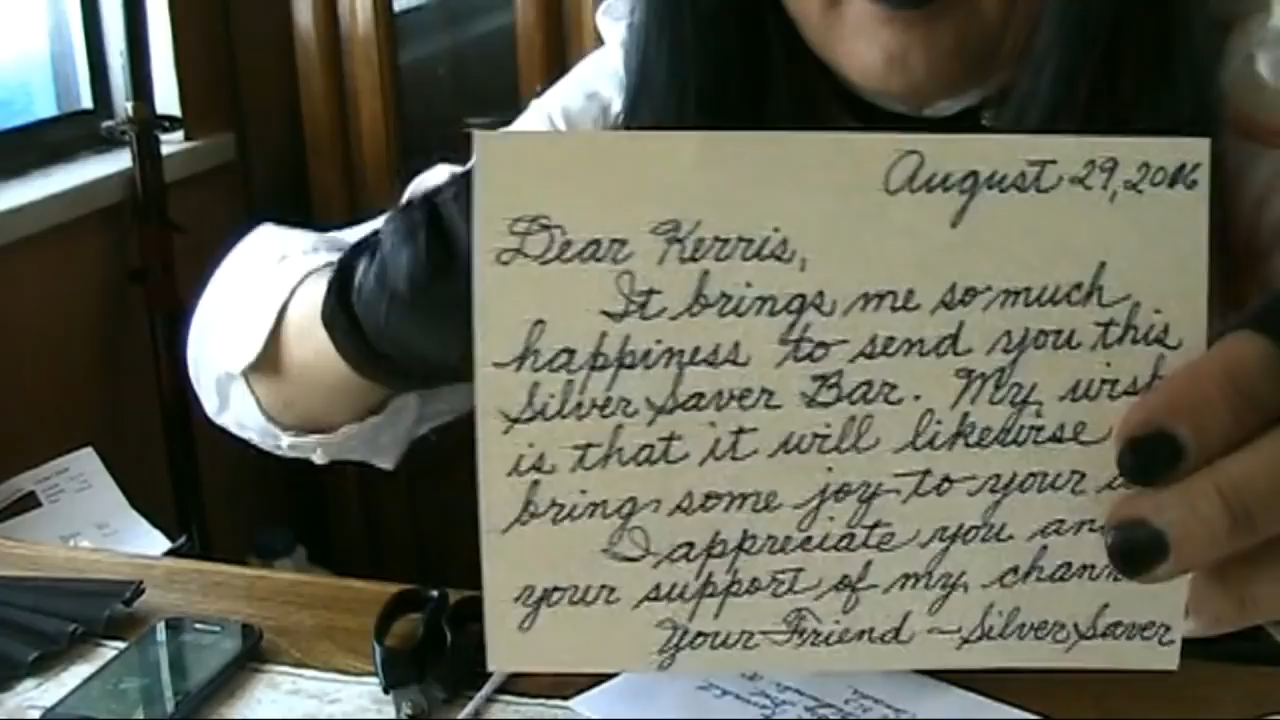 August 29, 2016
Dear Kerris,
It brings me so much
happiness to send you this
Silver Saver Bar. My wish
is that it will likewise
bring some joy to your
I appreciate you and
your support of my
Your Friend ~ Silver Saver